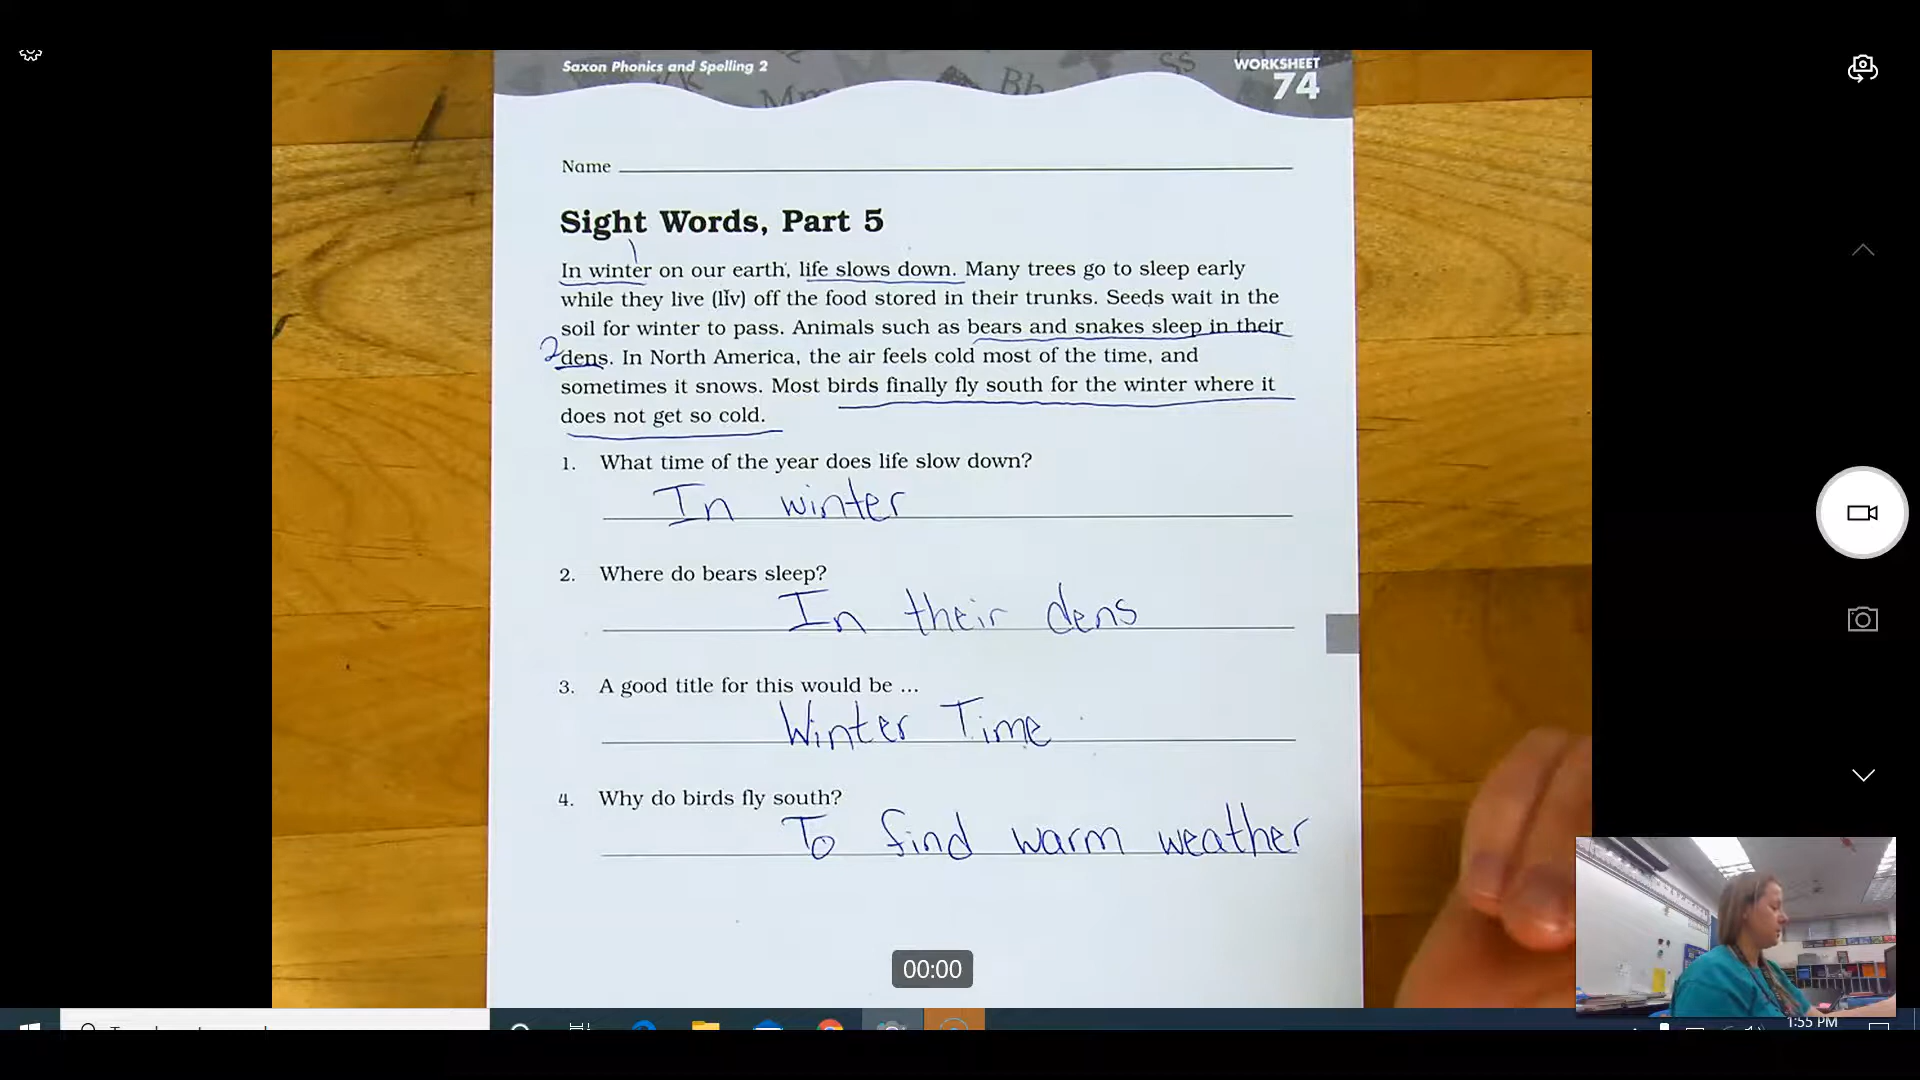 Saxon Phonics and Spelling 2
WORKSHEET
74
Name
Sight Words, Part 5
1
In winter on our earth, life slows down. Many trees go to sleep early
while they live (lĭv) off the food stored in their trunks. Seeds wait in the
soil for winter to pass. Animals such as bears and snakes sleep in their
2
dens. In North America, the air feels cold most of the time, and
sometimes it snows. Most birds finally fly south for the winter where it
does not get so cold.
1. What time of the year does life slow down?
In winter
2. Where do bears sleep?
In their dens
3. A good title for this would be ...
Winter Time
4. Why do birds fly south?
To find warm weather
00:00
1:55 PM